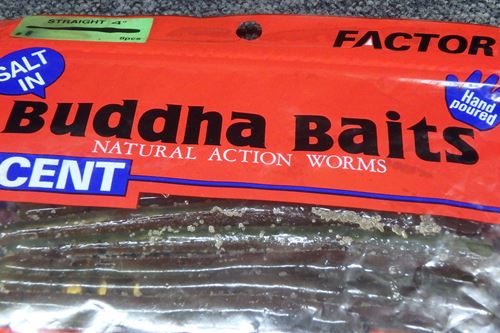 STRAIGHT 4"
8pcs
FACTOR
SALT
IN
Hand
poured
Buddha Baits
NATURAL ACTION WORMS
CENT